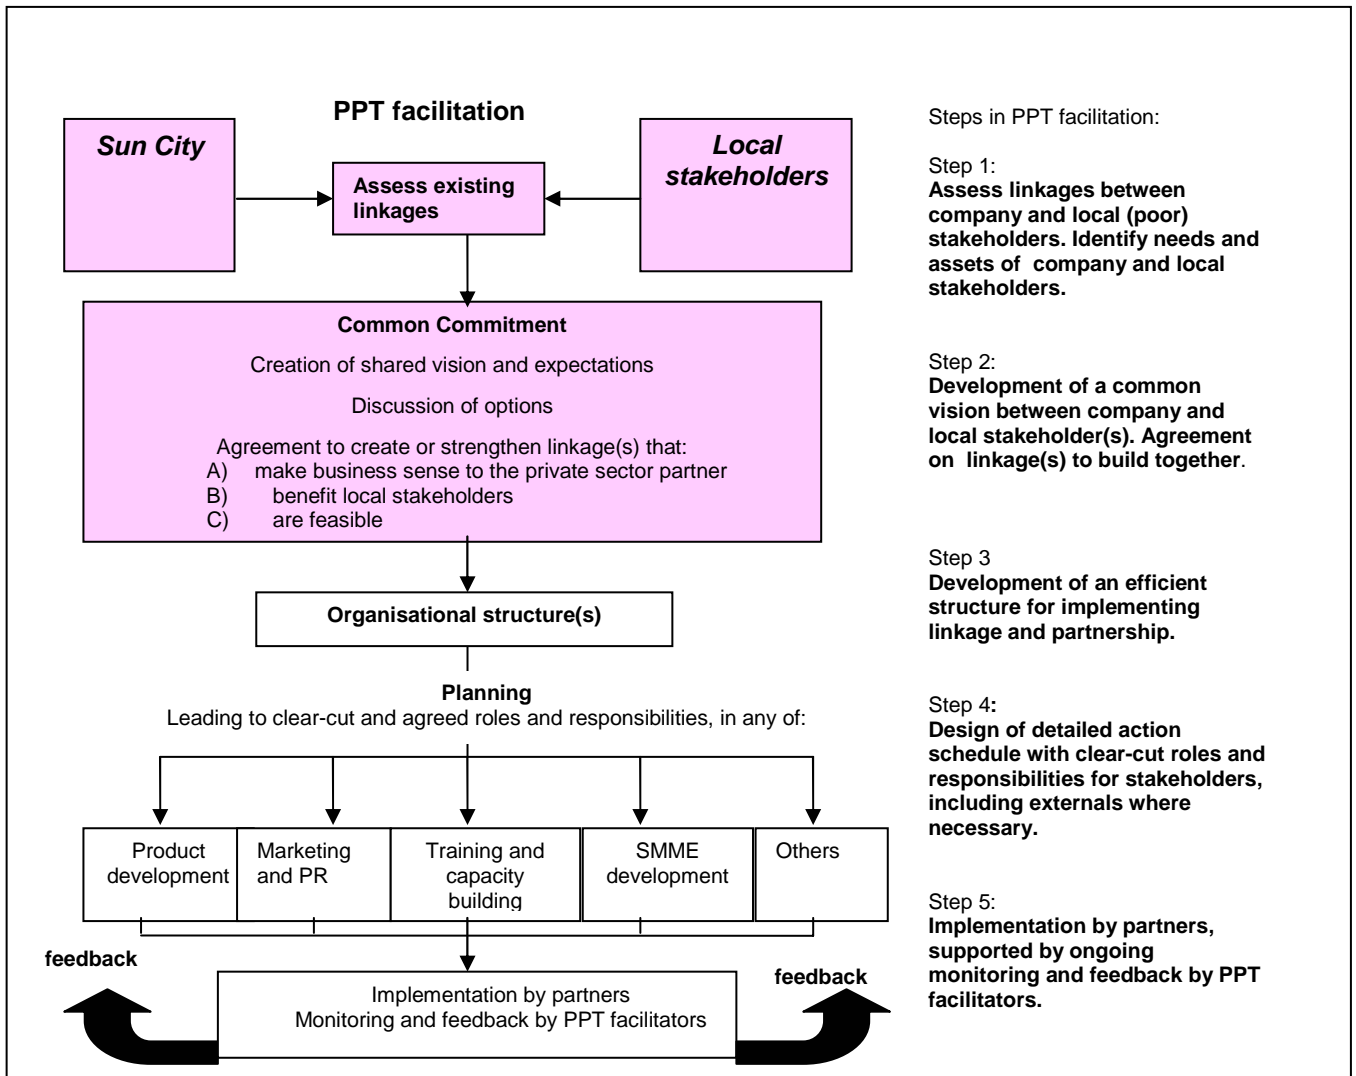 PPT facilitation
Sun City
Local
stakeholders
Assess existing
linkages
Common Commitment
Creation of shared vision and expectations
Discussion of options
Agreement to create or strengthen linkage(s) that:
A) make business sense to the private sector partner
B) benefit local stakeholders
C) are feasible
Organisational structure(s)
Planning
Leading to clear-cut and agreed roles and responsibilities, in any of:
Product
development
Marketing
and PR
Training and
capacity
building
SMME
development
Others
feedback
feedback
Implementation by partners
Monitoring and feedback by PPT facilitators
Steps in PPT facilitation:
Step 1:
Assess linkages between
company and local (poor)
stakeholders. Identify needs and
assets of company and local
stakeholders.
Step 2:
Development of a common
vision between company and
local stakeholder(s). Agreement
on linkage(s) to build together.
Step 3
Development of an efficient
structure for implementing
linkage and partnership.
Step 4:
Design of detailed action
schedule with clear-cut roles and
responsibilities for stakeholders,
including externals where
necessary.
Step 5:
Implementation by partners,
supported by ongoing
monitoring and feedback by PPT
facilitators.